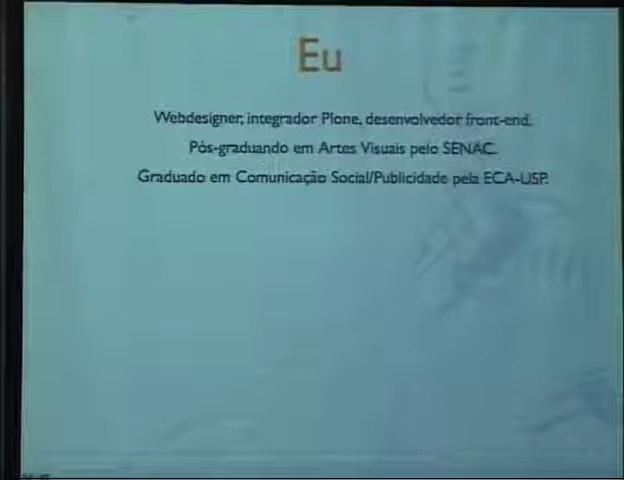 Eu
Webdesigner, integrador Plone, desenvolvedor front-end.
Pós-graduando em Artes Visuais pelo SENAC.
Graduado em Comunicação Social/Publicidade pela ECA-USP.